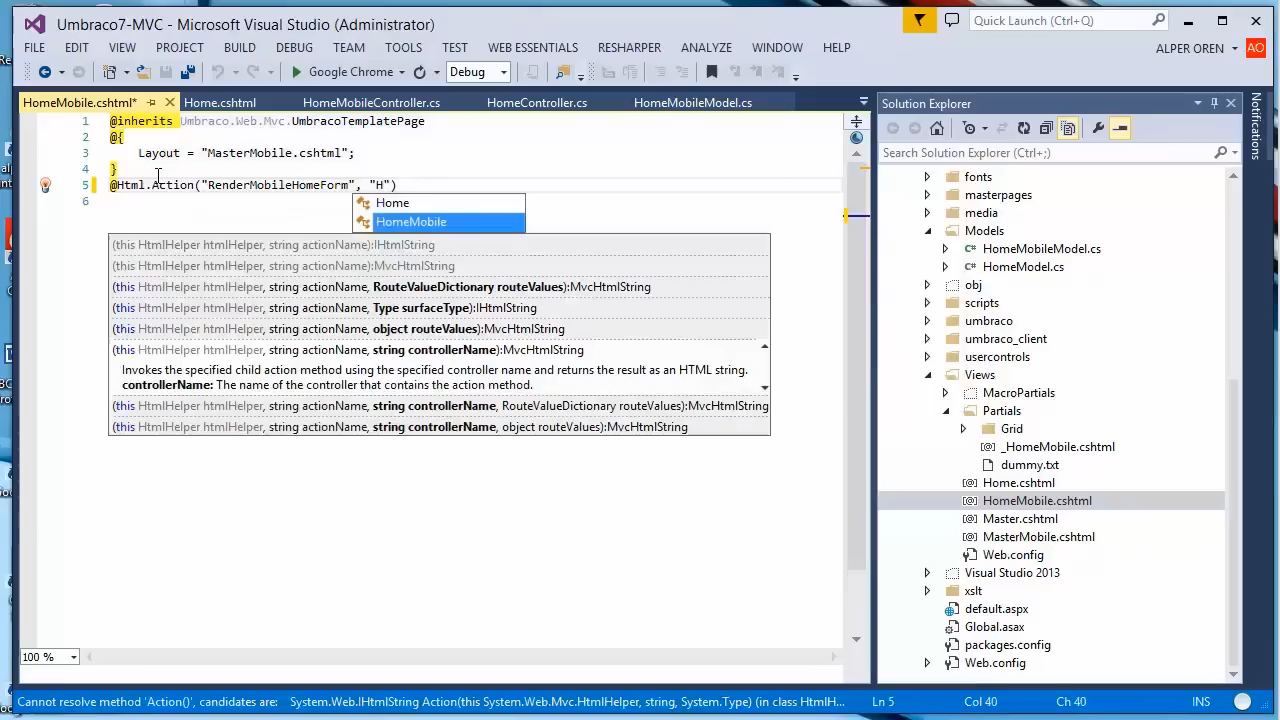 Umbraco7-MVC - Microsoft Visual Studio (Administrator)
Quick Launch (Ctrl+Q)
FILE EDIT VIEW PROJECT BUILD DEBUG TEAM TOOLS TEST WEB ESSENTIALS RESHARPER ANALYZE WINDOW HELP
ALPER OREN AO
Google Chrome Debug
HomeMobile.cshtml* Home.cshtml HomeMobileController.cs HomeController.cs HomeMobileModel.cs
1 @inherits Umbraco.Web.Mvc.UmbracoTemplatePage
2 @{
3 Layout = "MasterMobile.cshtml";
4 }
5 @Html.Action("RenderMobileHomeForm", "H")
6
Home
HomeMobile
(this HtmlHelper htmlHelper, string actionName):IHtmlString
(this HtmlHelper htmlHelper, string actionName):MvcHtmlString
(this HtmlHelper htmlHelper, string actionName, RouteValueDictionary routeValues):MvcHtmlString
(this HtmlHelper htmlHelper, string actionName, Type surfaceType):IHtmlString
(this HtmlHelper htmlHelper, string actionName, object routeValues):MvcHtmlString
(this HtmlHelper htmlHelper, string actionName, string controllerName):MvcHtmlString
Invokes the specified child action method using the specified controller name and returns the result as an HTML string.
controllerName: The name of the controller that contains the action method.
(this HtmlHelper htmlHelper, string actionName, string controllerName, RouteValueDictionary routeValues):MvcHtmlString
(this HtmlHelper htmlHelper, string actionName, string controllerName, object routeValues):MvcHtmlString
100 %
Solution Explorer
Search Solution Explorer (Ctrl+;)
fonts
masterpages
media
Models
HomeMobileModel.cs
HomeModel.cs
obj
scripts
umbraco
umbraco_client
usercontrols
Views
MacroPartials
Partials
Grid
_HomeMobile.cshtml
dummy.txt
Home.cshtml
HomeMobile.cshtml
Master.cshtml
MasterMobile.cshtml
Web.config
Visual Studio 2013
xslt
default.aspx
Global.asax
packages.config
Web.config
Notifications
Cannot resolve method 'Action()', candidates are: System.Web.IHtmlString Action(this System.Web.Mvc.HtmlHelper, string, System.Type) (in class HtmlH... Ln 5 Col 40 Ch 40 INS